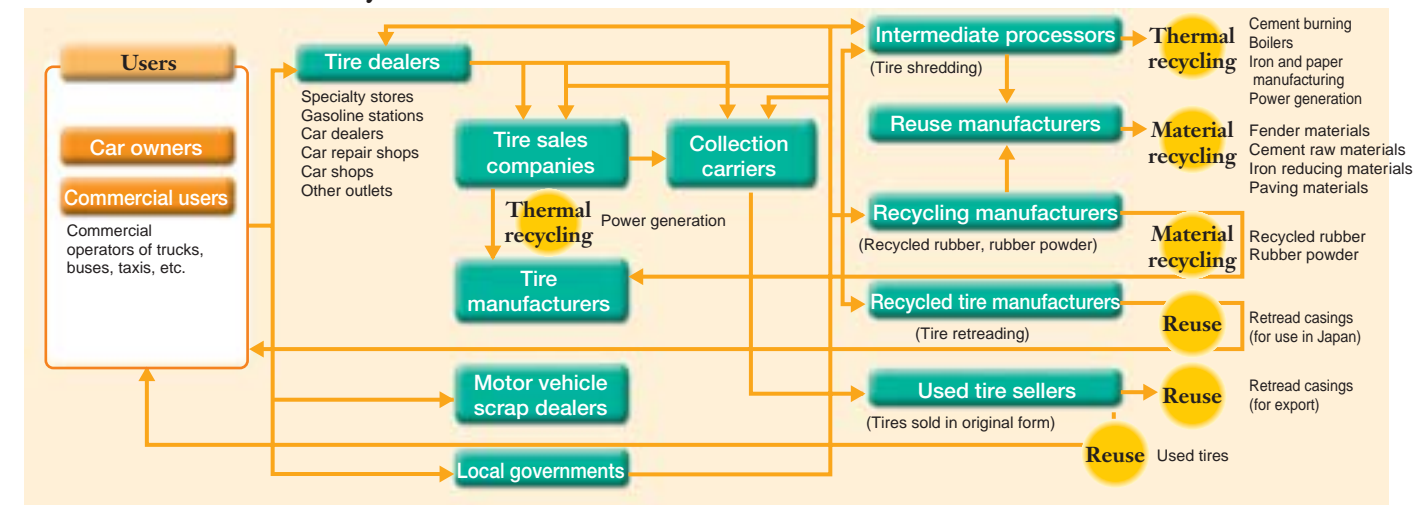 Users
Car owners
Commercial users
Commercial
operators of trucks,
buses, taxis, etc.
Tire dealers
Specialty stores
Gasoline stations
Car dealers
Car repair shops
Car shops
Other outlets
Tire sales
companies
Collection
carriers
Thermal
recycling
Power generation
Tire
manufacturers
Motor vehicle
scrap dealers
Local governments
Intermediate processors
(Tire shredding)
Thermal
recycling
Cement burning
Boilers
Iron and paper
manufacturing
Power generation
Reuse manufacturers
Material
recycling
Fender materials
Cement raw materials
Iron reducing materials
Paving materials
Recycling manufacturers
(Recycled rubber, rubber powder)
Material
recycling
Recycled rubber
Rubber powder
Recycled tire manufacturers
(Tire retreading)
Reuse
Retread casings
(for use in Japan)
Used tire sellers
(Tires sold in original form)
Reuse
Retread casings
(for export)
Reuse
Used tires